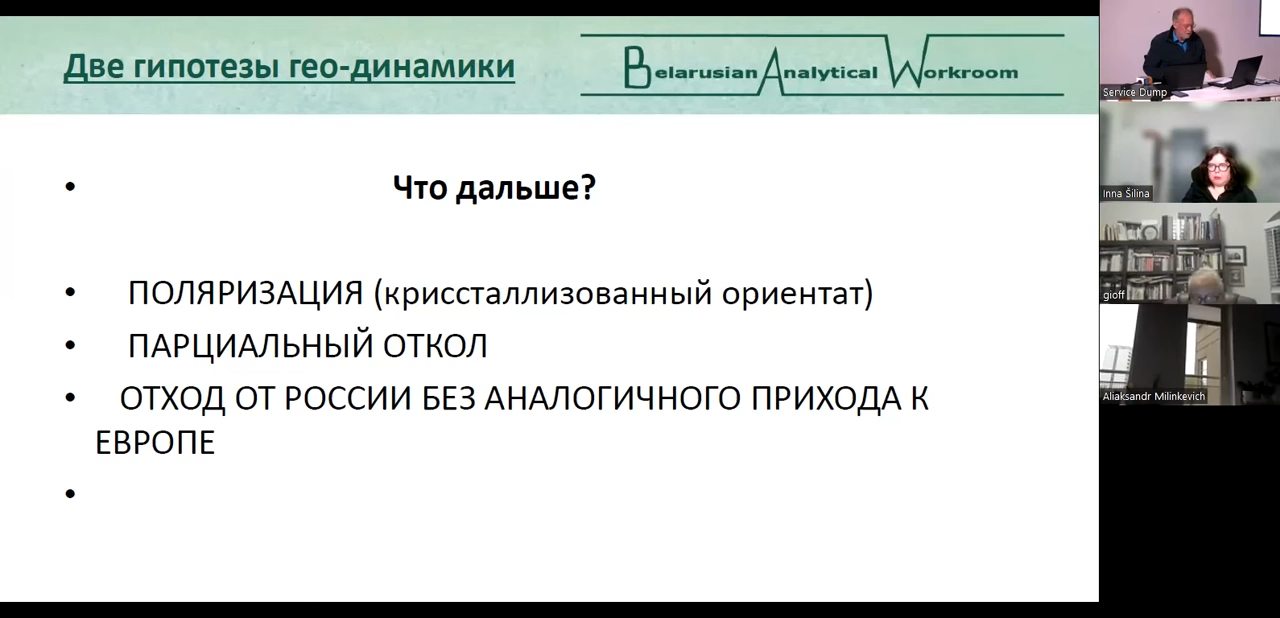 Две гипотезы гео-динамики
Belarusian Analytical Workroom
• Что дальше?
• ПОЛЯРИЗАЦИЯ (криссталлизованный ориентат)
• ПАРЦИАЛЬНЫЙ ОТКОЛ
• ОТХОД ОТ РОССИИ БЕЗ АНАЛОГИЧНОГО ПРИХОДА К
ЕВРОПЕ
•
Service Dump
Inna Šilina
gioff
Aliaksandr Milinkevich